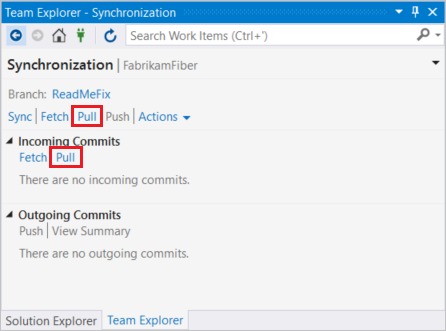 Team Explorer - Synchronization
Search Work Items (Ctrl+')
Synchronization | FabrikamFiber
Branch: ReadMeFix
Sync | Fetch | Pull | Push | Actions
Incoming Commits
Fetch | Pull
There are no incoming commits.
Outgoing Commits
Push | View Summary
There are no outgoing commits.
Solution Explorer Team Explorer